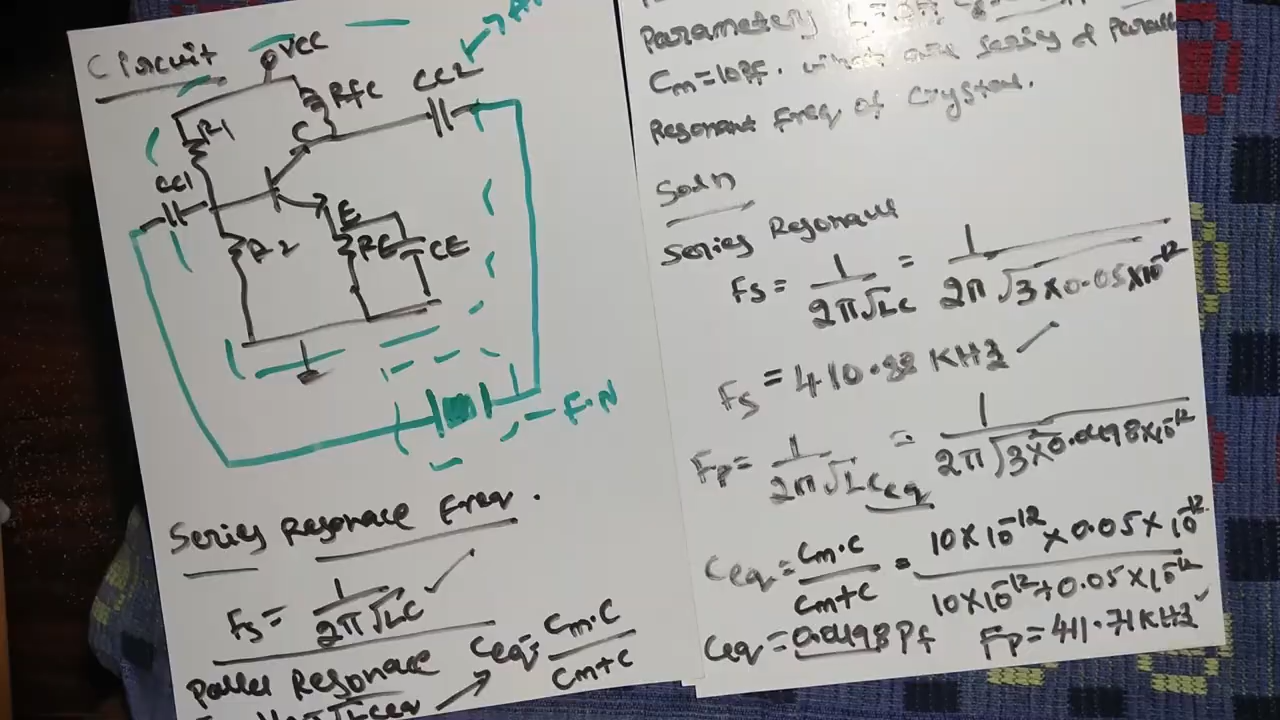 Circuit
VCC
R1
RFC
CC2
C
CC1
R2
E
RE
CE
F.N
Series Resonace Freq.
Fs = 1/2π√LC ✓
Parallel Resonace
Ceq = Cm·C/Cm+C
Cm=10Pf. what are series & Parallel
Resonant Freq of Crystal.
Soln
Series Resonance
Fs = 1/2π√LC = 1/2π√3×0.05×10⁻¹²
Fs = 410.88 KHz ✓
Fp = 1/2π√LCeq = 1/2π√3×0.0498×10⁻¹²
Ceq = Cm·C/Cm+C = 10×10⁻¹²×0.05×10⁻¹²/10×10⁻¹²+0.05×10⁻¹²
Ceq = 0.0498 Pf Fp = 411.71 KHz ✓